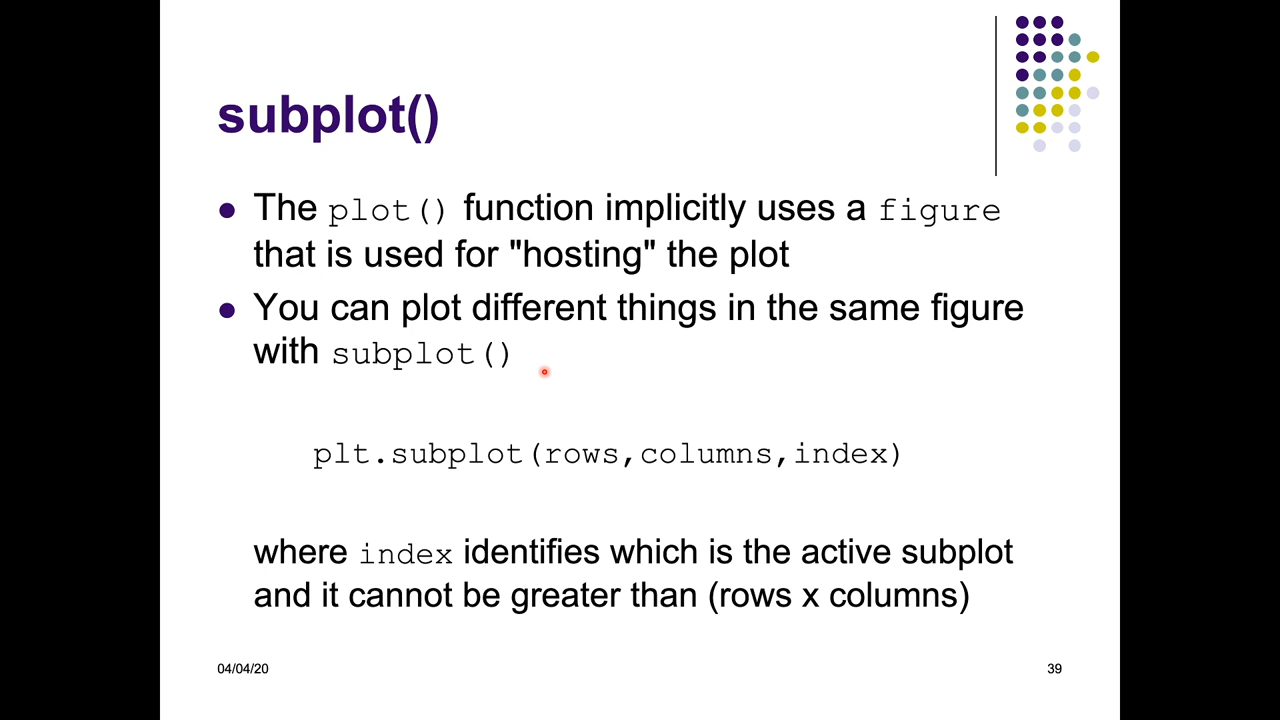 subplot()
● The plot() function implicitly uses a figure
that is used for "hosting" the plot
● You can plot different things in the same figure
with subplot()
plt.subplot(rows,columns,index)
where index identifies which is the active subplot
and it cannot be greater than (rows x columns)
04/04/20
39